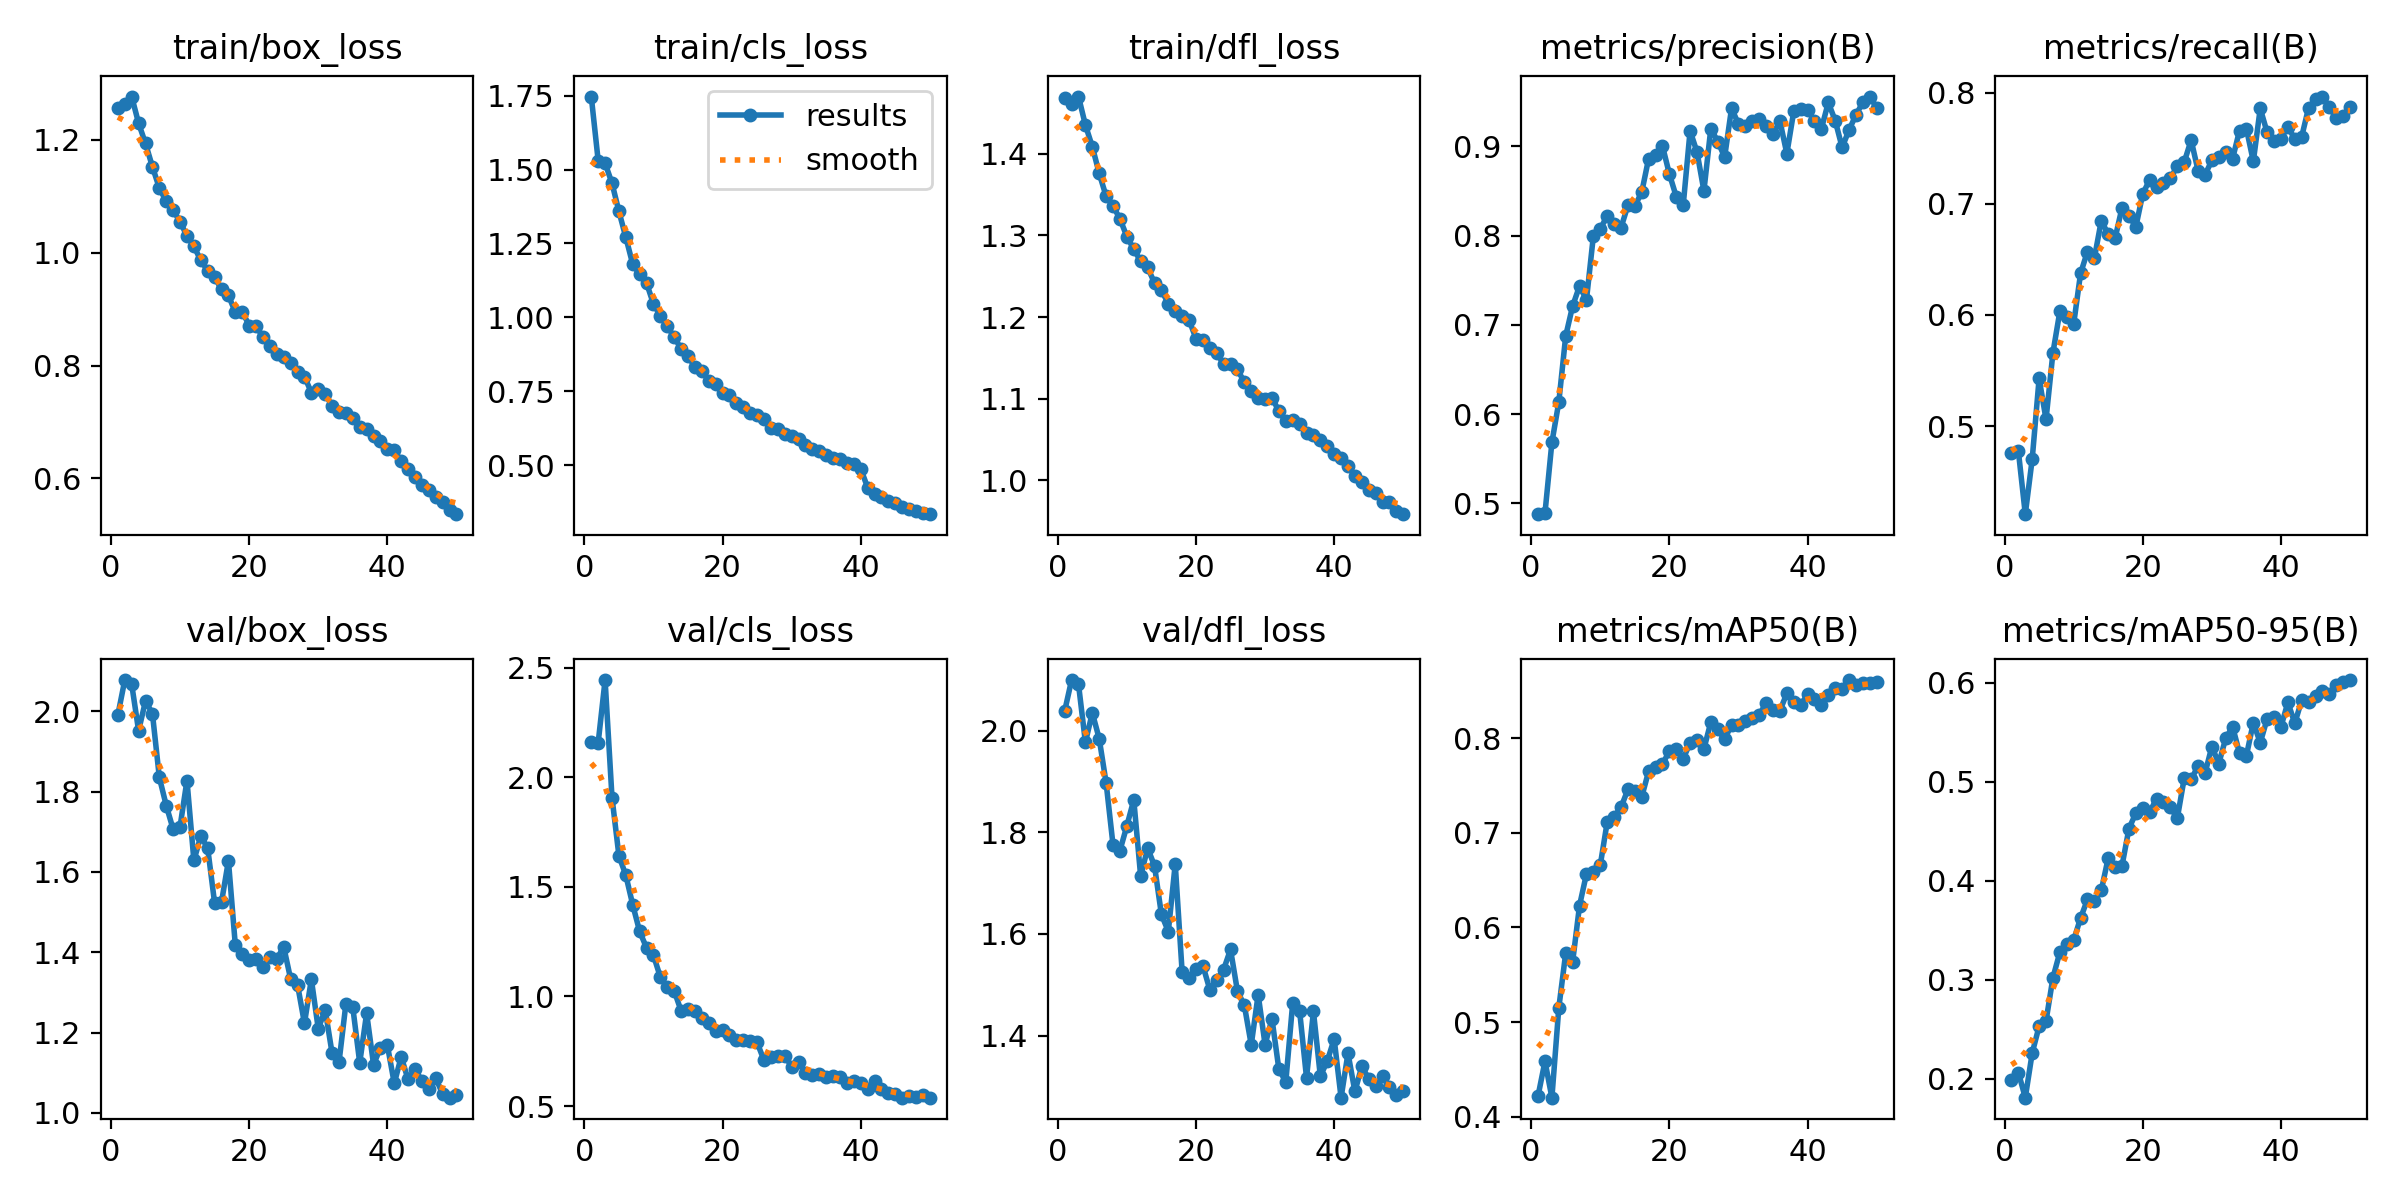 train/box_loss
1.2
1.0
0.8
0.6
0 20 40
train/cls_loss
results
smooth
1.75
1.50
1.25
1.00
0.75
0.50
0 20 40
train/dfl_loss
1.4
1.3
1.2
1.1
1.0
0 20 40
metrics/precision(B)
0.9
0.8
0.7
0.6
0.5
0 20 40
metrics/recall(B)
0.8
0.7
0.6
0.5
0 20 40
val/box_loss
2.0
1.8
1.6
1.4
1.2
1.0
0 20 40
val/cls_loss
2.5
2.0
1.5
1.0
0.5
0 20 40
val/dfl_loss
2.0
1.8
1.6
1.4
0 20 40
metrics/mAP50(B)
0.8
0.7
0.6
0.5
0.4
0 20 40
metrics/mAP50-95(B)
0.6
0.5
0.4
0.3
0.2
0 20 40